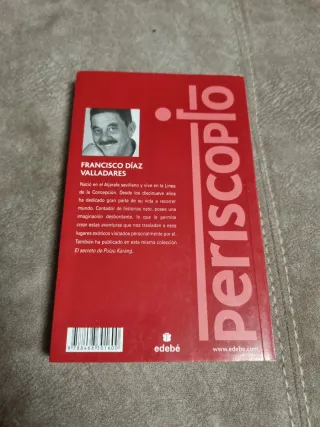 periscopio
FRANCISCO DÍAZ
VALLADARES
Nació en el Aljarafe sevillano y vive en la Línea
de la Concepción. Desde los diecinueve años
ha dedicado gran parte de su vida a recorrer
mundo. Contador de historias nato, posee una
imaginación desbordante, lo que le permite
crear estas aventuras que nos trasladan a esos
lugares exóticos visitados personalmente por él.
También ha publicado en esta misma colección
El secreto de Pulau Karang.
edebé
www.edebe.com